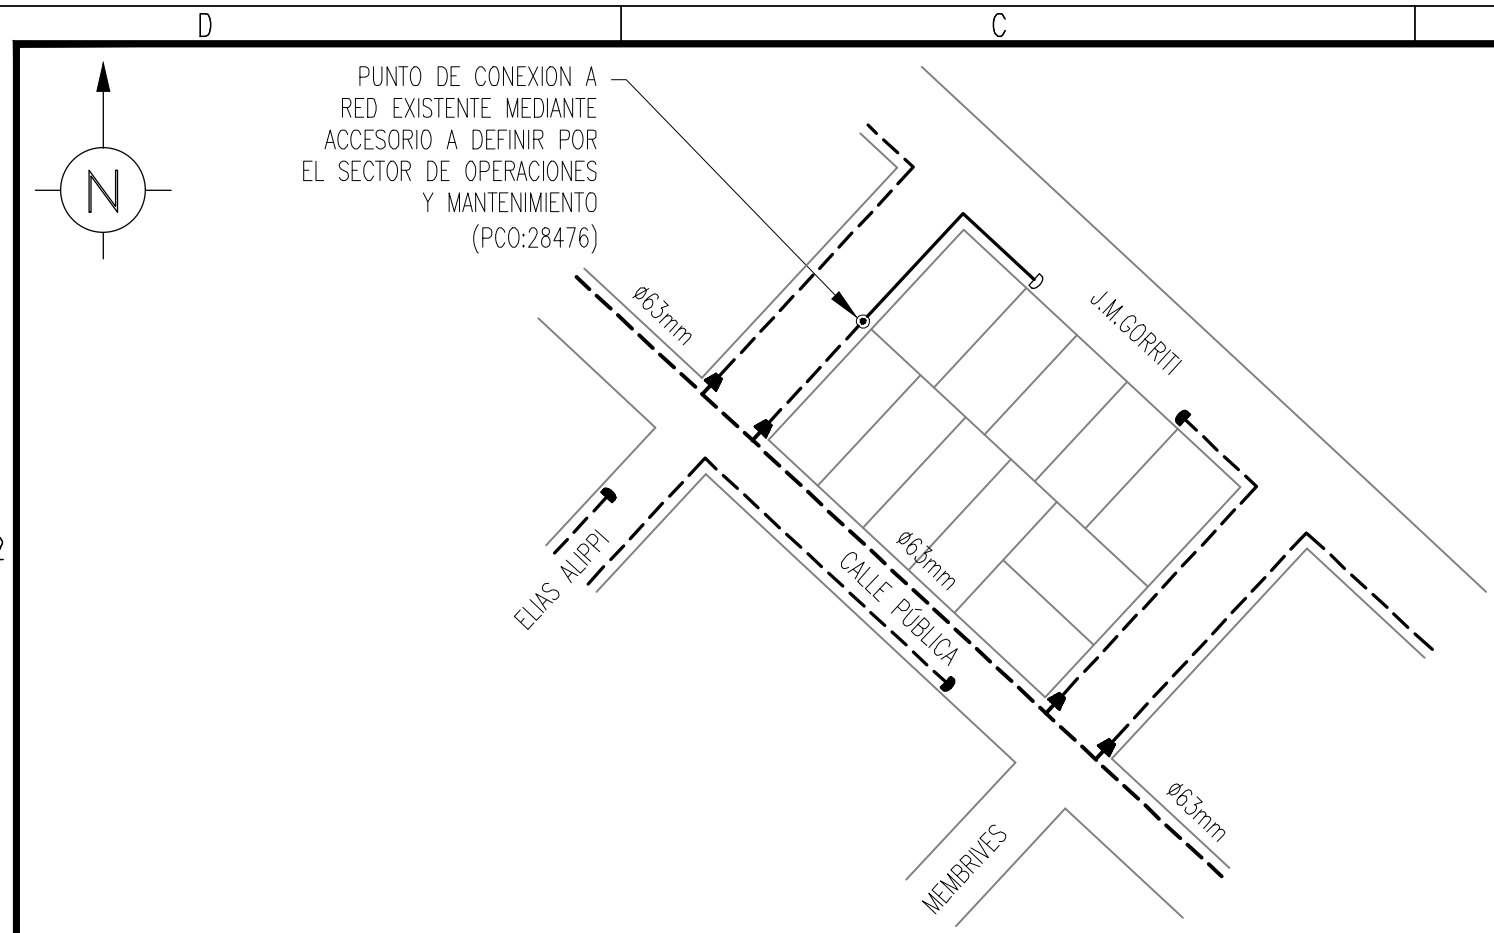 D
C
PUNTO DE CONEXION A
RED EXISTENTE MEDIANTE
ACCESORIO A DEFINIR POR
EL SECTOR DE OPERACIONES
Y MANTENIMIENTO
(PCO:28476)
N
ø63mm
J.M.GORRITI
ø63mm
CALLE PÚBLICA
ELIAS ALIPPI
ø63mm
MEMBRIVES